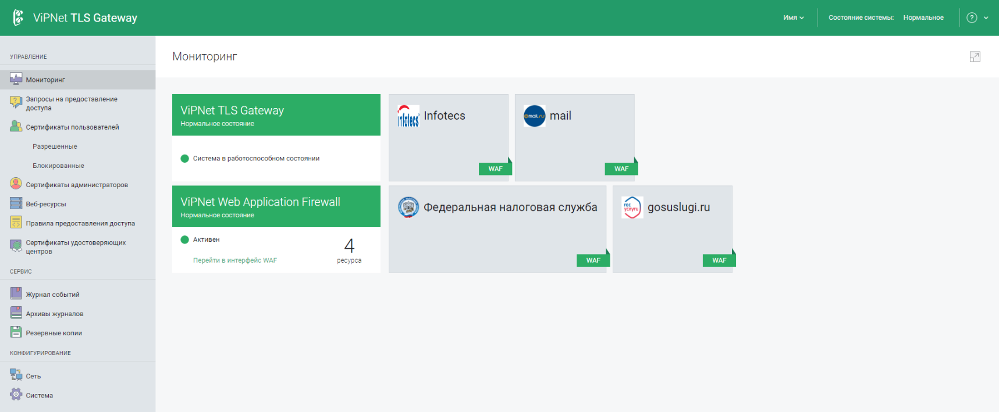 ViPNet TLS Gateway
Имя
Состояние системы: Нормальное
?
УПРАВЛЕНИЕ
Мониторинг
Запросы на предоставление
доступа
Сертификаты пользователей
Разрешенные
Блокированные
Сертификаты администраторов
Веб-ресурсы
Правила предоставления доступа
Сертификаты удостоверяющих
центров
СЕРВИС
Журнал событий
Архивы журналов
Резервные копии
КОНФИГУРИРОВАНИЕ
Сеть
Система
Мониторинг
ViPNet TLS Gateway
Нормальное состояние
Система в работоспособном состоянии
infotecs
Infotecs
WAF
@mail.ru
mail
WAF
ViPNet Web Application Firewall
Нормальное состояние
Активен
Перейти в интерфейс WAF
4
ресурса
Федеральная налоговая служба
WAF
гос
услуги
gosuslugi.ru
WAF